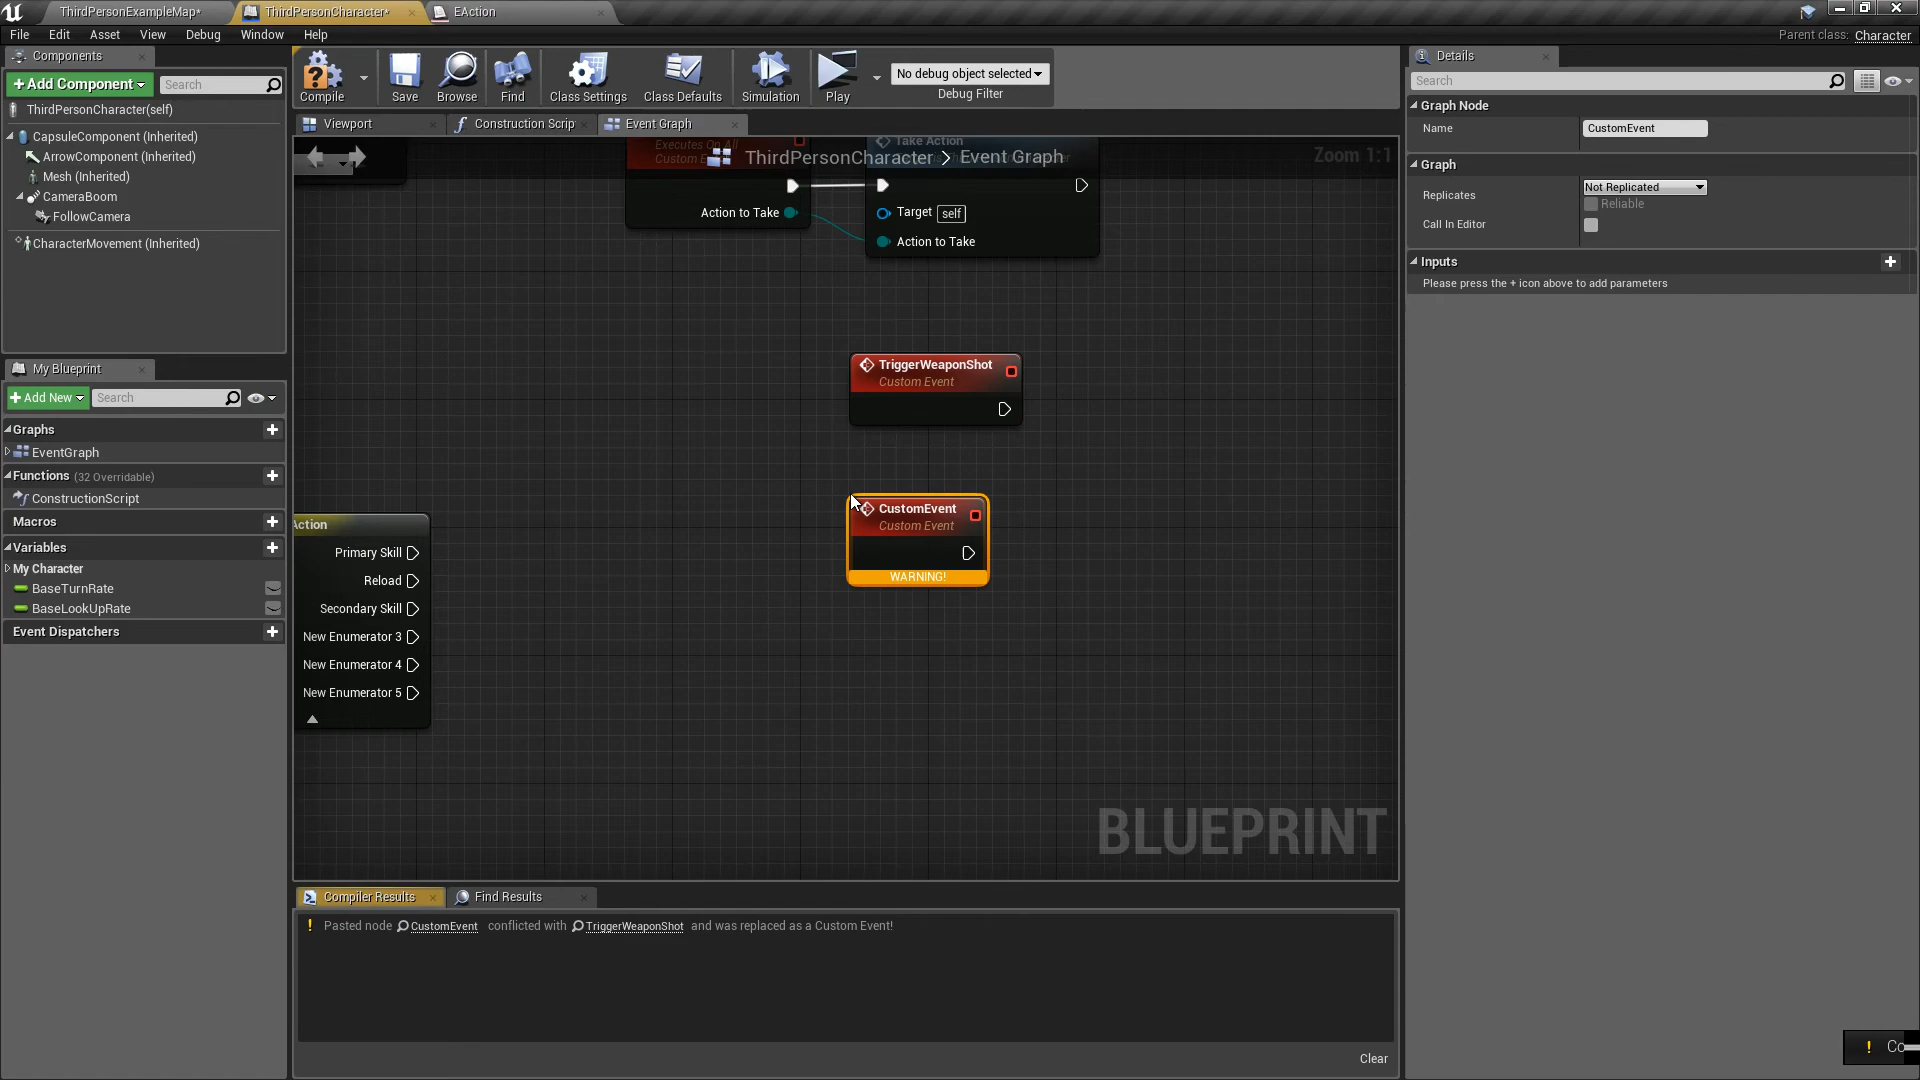 ThirdPersonExampleMap*
ThirdPersonCharacter*
EAction
File Edit Asset View Debug Window Help
Parent class: Character
Components
+Add Component
Search
ThirdPersonCharacter(self)
CapsuleComponent (Inherited)
ArrowComponent (Inherited)
Mesh (Inherited)
CameraBoom
FollowCamera
CharacterMovement (Inherited)
My Blueprint
+Add New
Search
Graphs
EventGraph
Functions (32 Overridable)
ConstructionScript
Macros
Variables
My Character
BaseTurnRate
BaseLookUpRate
Event Dispatchers
Compile
Save
Browse
Find
Class Settings
Class Defaults
Simulation
Play
No debug object selected
Debug Filter
Viewport
Construction Scrip
Event Graph
ThirdPersonCharacter > Event Graph
Zoom 1:1
Executes On All
Take Action
Action to Take
Target self
Action to Take
TriggerWeaponShot
Custom Event
CustomEvent
Custom Event
WARNING!
Action
Primary Skill
Reload
Secondary Skill
New Enumerator 3
New Enumerator 4
New Enumerator 5
BLUEPRINT
Compiler Results
Find Results
! Pasted node CustomEvent conflicted with TriggerWeaponShot and was replaced as a Custom Event!
Clear
Details
Search
Graph Node
Name CustomEvent
Graph
Replicates Not Replicated
Reliable
Call In Editor
Inputs
Please press the + icon above to add parameters
! Co